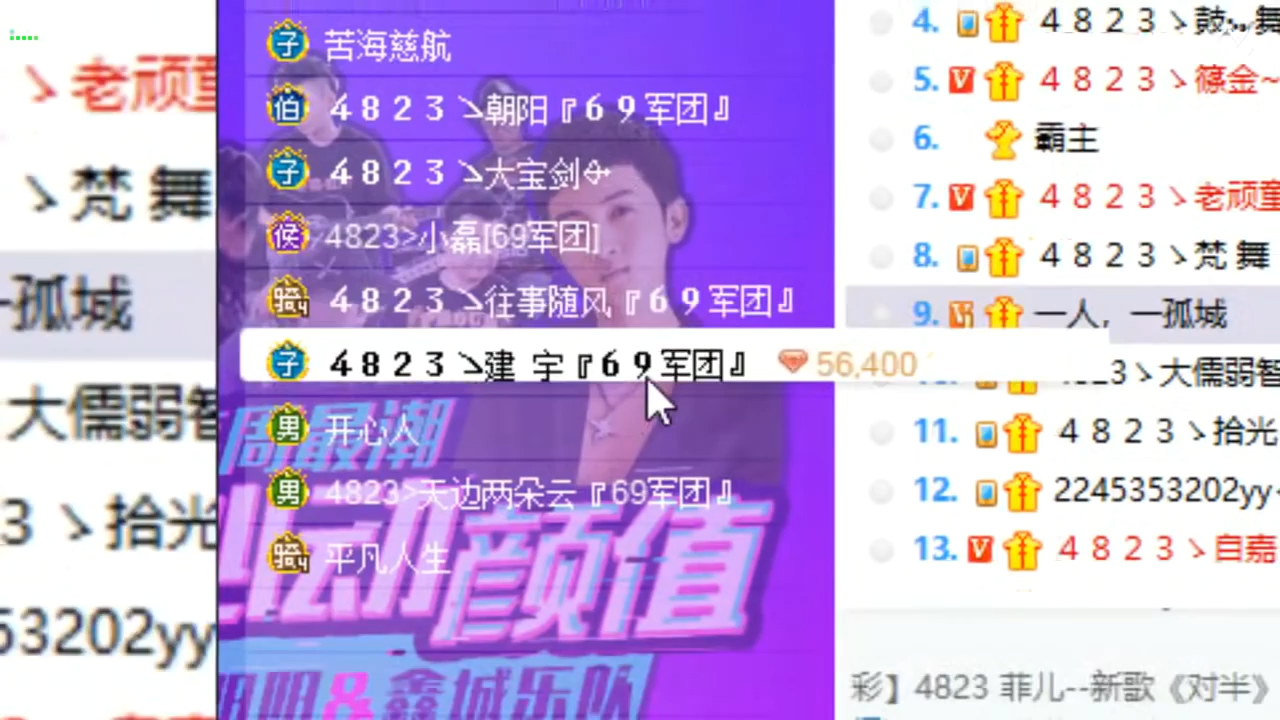 子 苦海慈航
伯 4823↘朝阳『69军团』
子 4823↘大宝剑
侯 4823>小磊[69军团]
骑4 4823↘往事随风『69军团』
子 4823↘建 宇『69军团』 56,400
男 开心人
男 4823>天边两朵云『69军团』
骑4 平凡人生
周最潮
颜值
&鑫城乐队
↘老顽童
↘梵 舞
一孤城
大儒弱智
3↘拾光
53202yy
4. 4823↘鼓
5. V 4823↘篠金~
6. 霸主
7. V 4823↘老顽童
8. 4823↘梵 舞
9. 一人，一孤城
23↘大儒弱智
11. 4823↘拾光
12. 2245353202yy
13. V 4823↘自嘉
彩】4823 菲儿--新歌《对半》